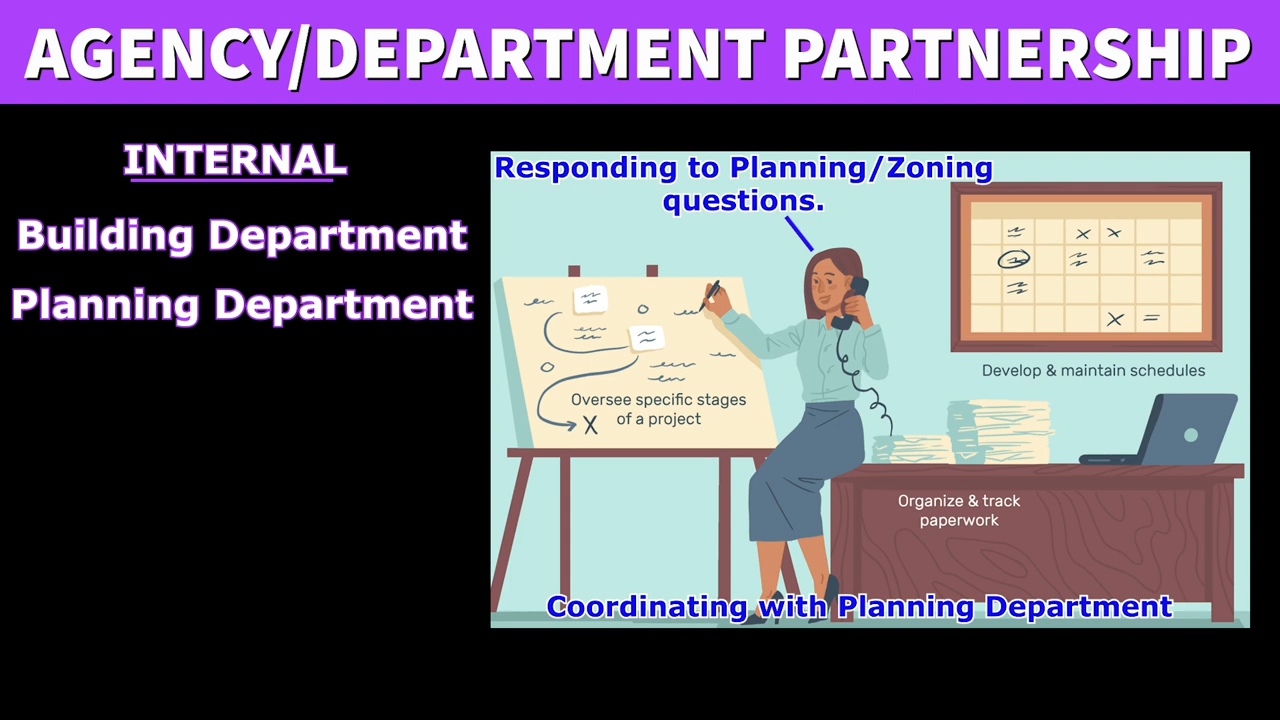 AGENCY/DEPARTMENT PARTNERSHIP
INTERNAL
Building Department
Planning Department
Responding to Planning/Zoning
questions.
Oversee specific stages
of a project
X
Develop & maintain schedules
Organize & track
paperwork
Coordinating with Planning Department